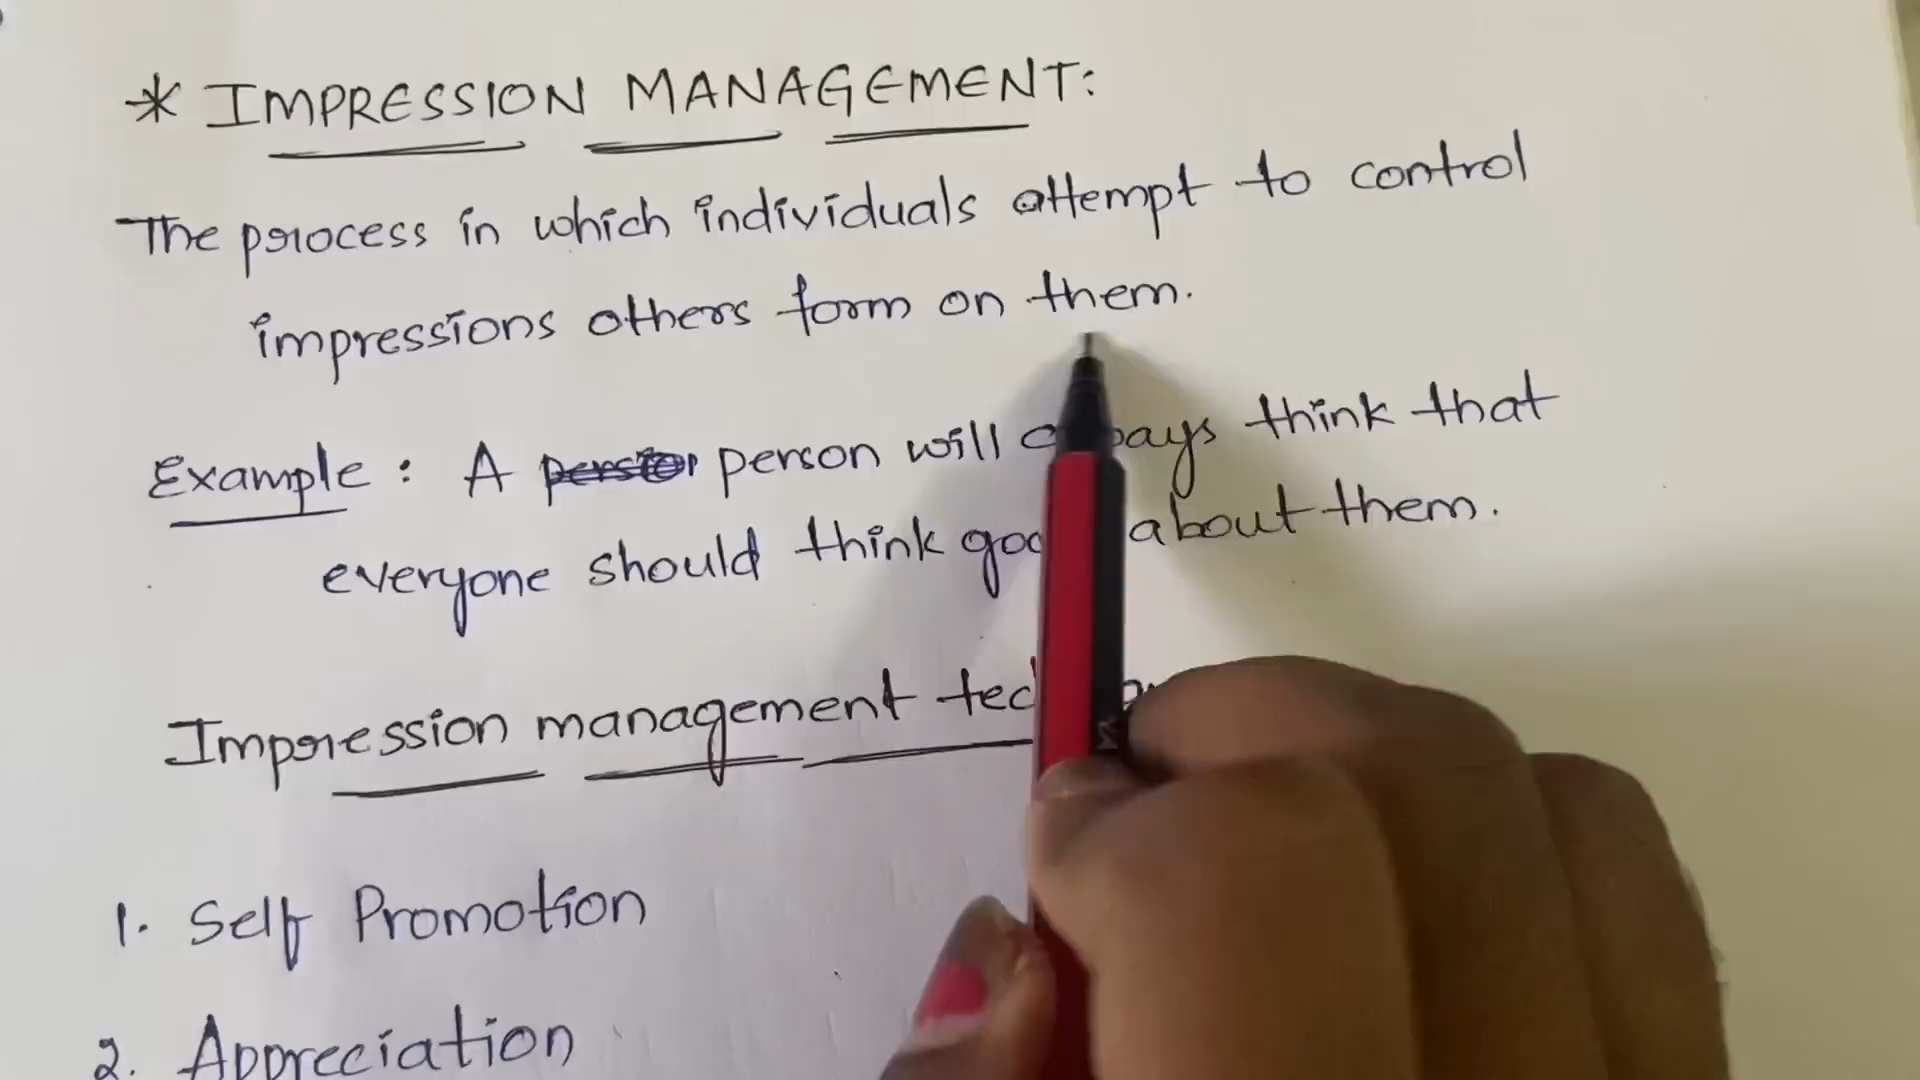 * IMPRESSION MANAGEMENT:
The process in which individuals attempt to control
impressions others form on them.
Example : A person will think that
everyone should think about them.
Impression management
1. Self Promotion
2. Appreciation